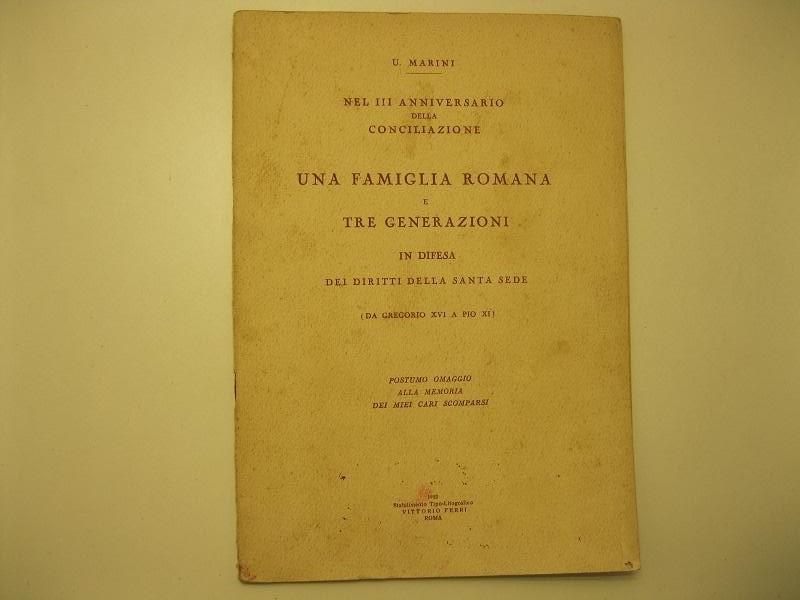 U. MARINI
NEL III ANNIVERSARIO
DELLA
CONCILIAZIONE
UNA FAMIGLIA ROMANA
E
TRE GENERAZIONI
IN DIFESA
DEI DIRITTI DELLA SANTA SEDE
(DA GREGORIO XVI A PIO XI)
POSTUMO OMAGGIO
ALLA MEMORIA
DEI MIEI CARI SCOMPARSI
1932
Stabilimento Tipo-Litografico
VITTORIO FERRI
ROMA